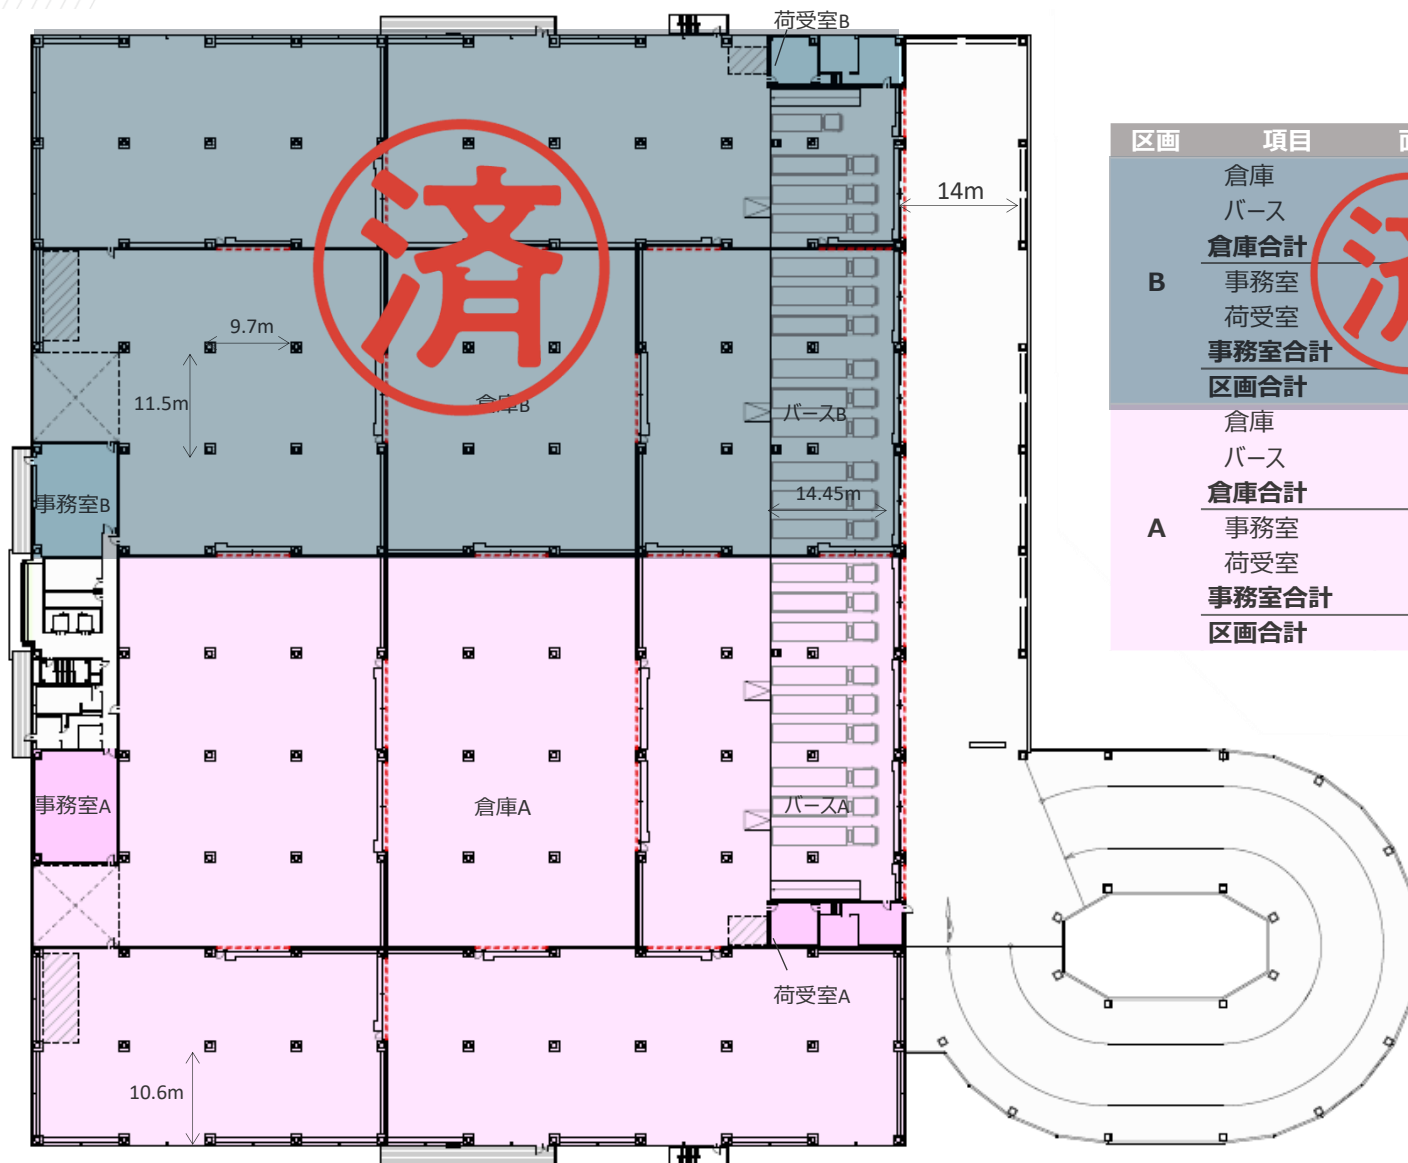 荷受室B
区画 項目
倉庫
バース
倉庫合計
B
事務室
荷受室
事務室合計
区画合計
倉庫
バース
倉庫合計
A
事務室
荷受室
事務室合計
区画合計
済
14m
9.7m
11.5m
倉庫B
バースB
14.45m
事務室B
事務室A
倉庫A
バースA
荷受室A
10.6m